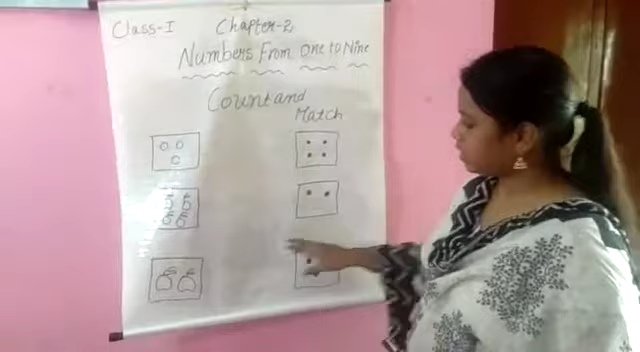 Class-I
Chapter-2
Numbers From One to Nine
Count and
Match